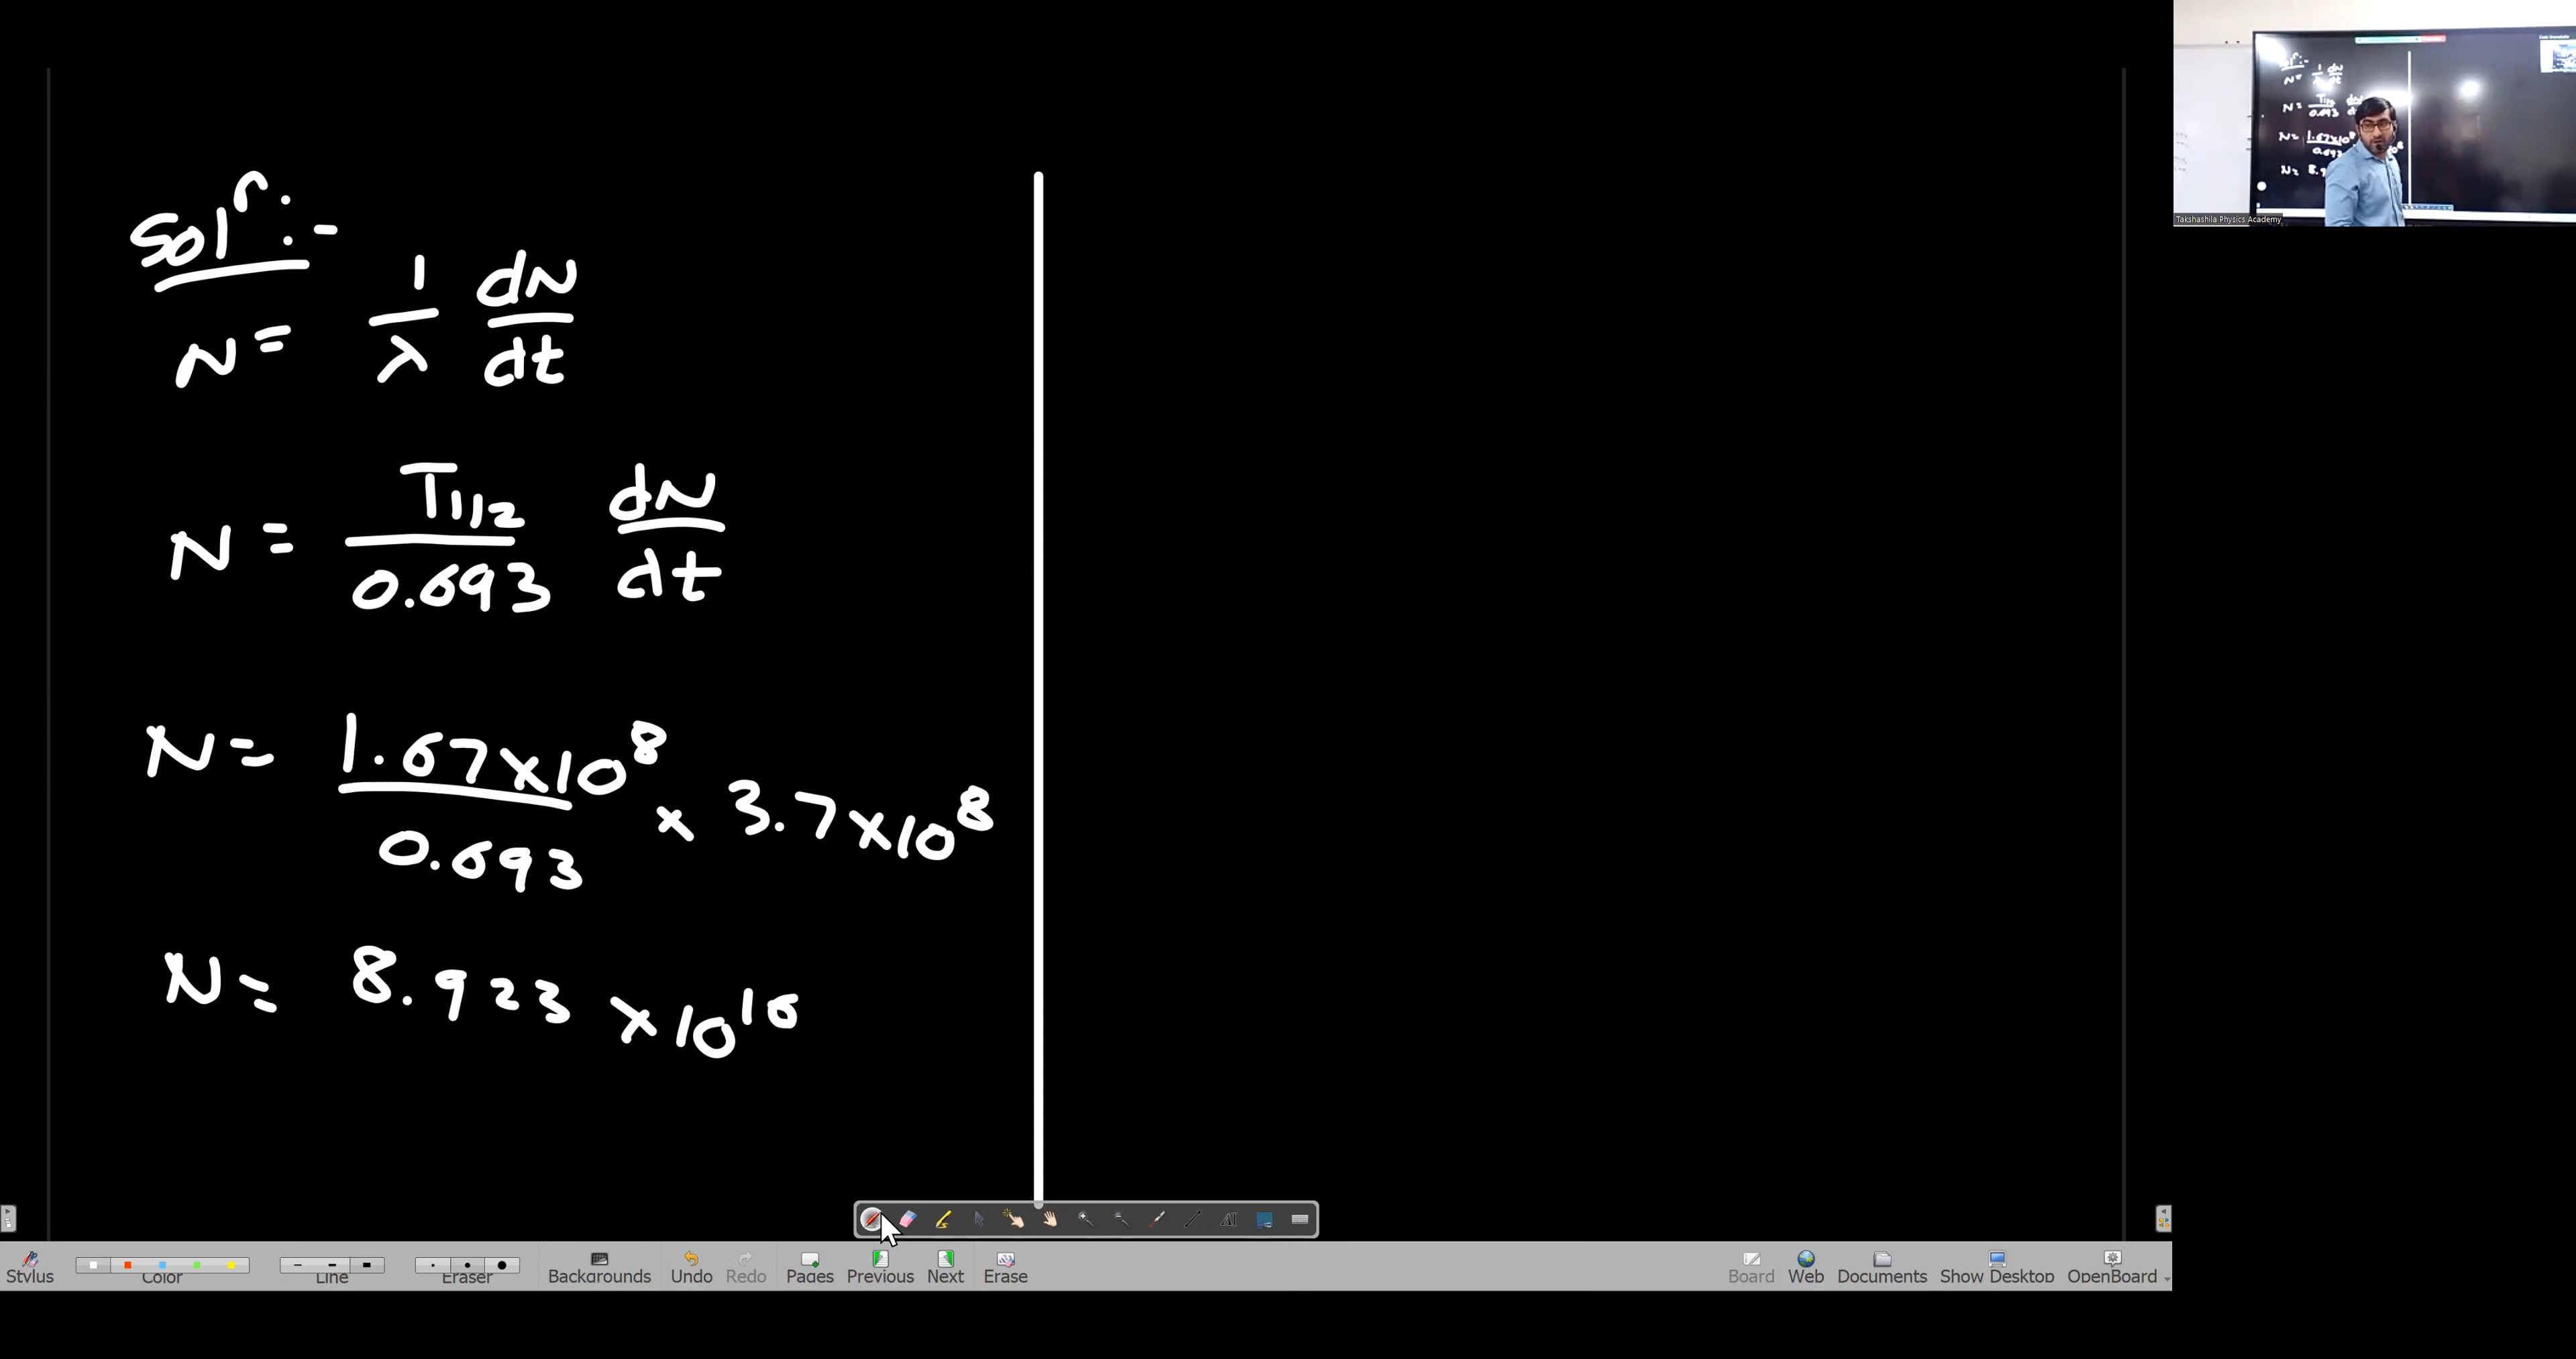 Solⁿ:-
N = 1/λ dN/dt
N = T1/2 / 0.693 dN/dt
N = 1.67×10⁸ / 0.693 × 3.7×10⁸
N = 8.923 ×10¹⁶
Takshashila Physics Academy
Stylus Color Line Eraser Backgrounds Undo Redo Pages Previous Next Erase Board Web Documents Show Desktop OpenBoard